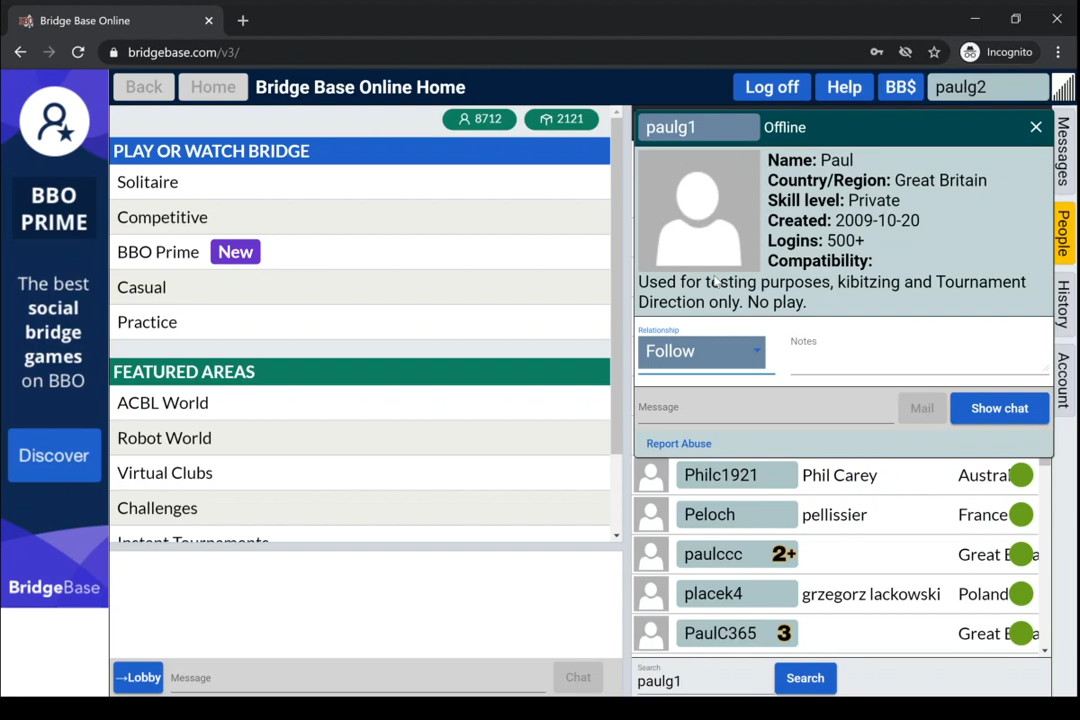 Bridge Base Online
bridgebase.com/v3/
Incognito
Back
Home
Bridge Base Online Home
Log off
Help
BB$
paulg2
8712
2121
PLAY OR WATCH BRIDGE
Solitaire
Competitive
BBO Prime New
Casual
Practice
FEATURED AREAS
ACBL World
Robot World
Virtual Clubs
Challenges
Instant Tournaments
BBO
PRIME
The best
social
bridge
games
on BBO
Discover
BridgeBase
→Lobby
Message
Chat
paulg1
Offline
Name: Paul
Country/Region: Great Britain
Skill level: Private
Created: 2009-10-20
Logins: 500+
Compatibility:
Used for testing purposes, kibitzing and Tournament
Direction only. No play.
Relationship
Follow
Notes
Message
Mail
Show chat
Report Abuse
Philc1921 Phil Carey Austral
Peloch pellissier France
paulccc 2+ Great B
placek4 grzegorz lackowski Poland
PaulC365 3 Great B
Search
paulg1
Search
Messages
People
History
Account